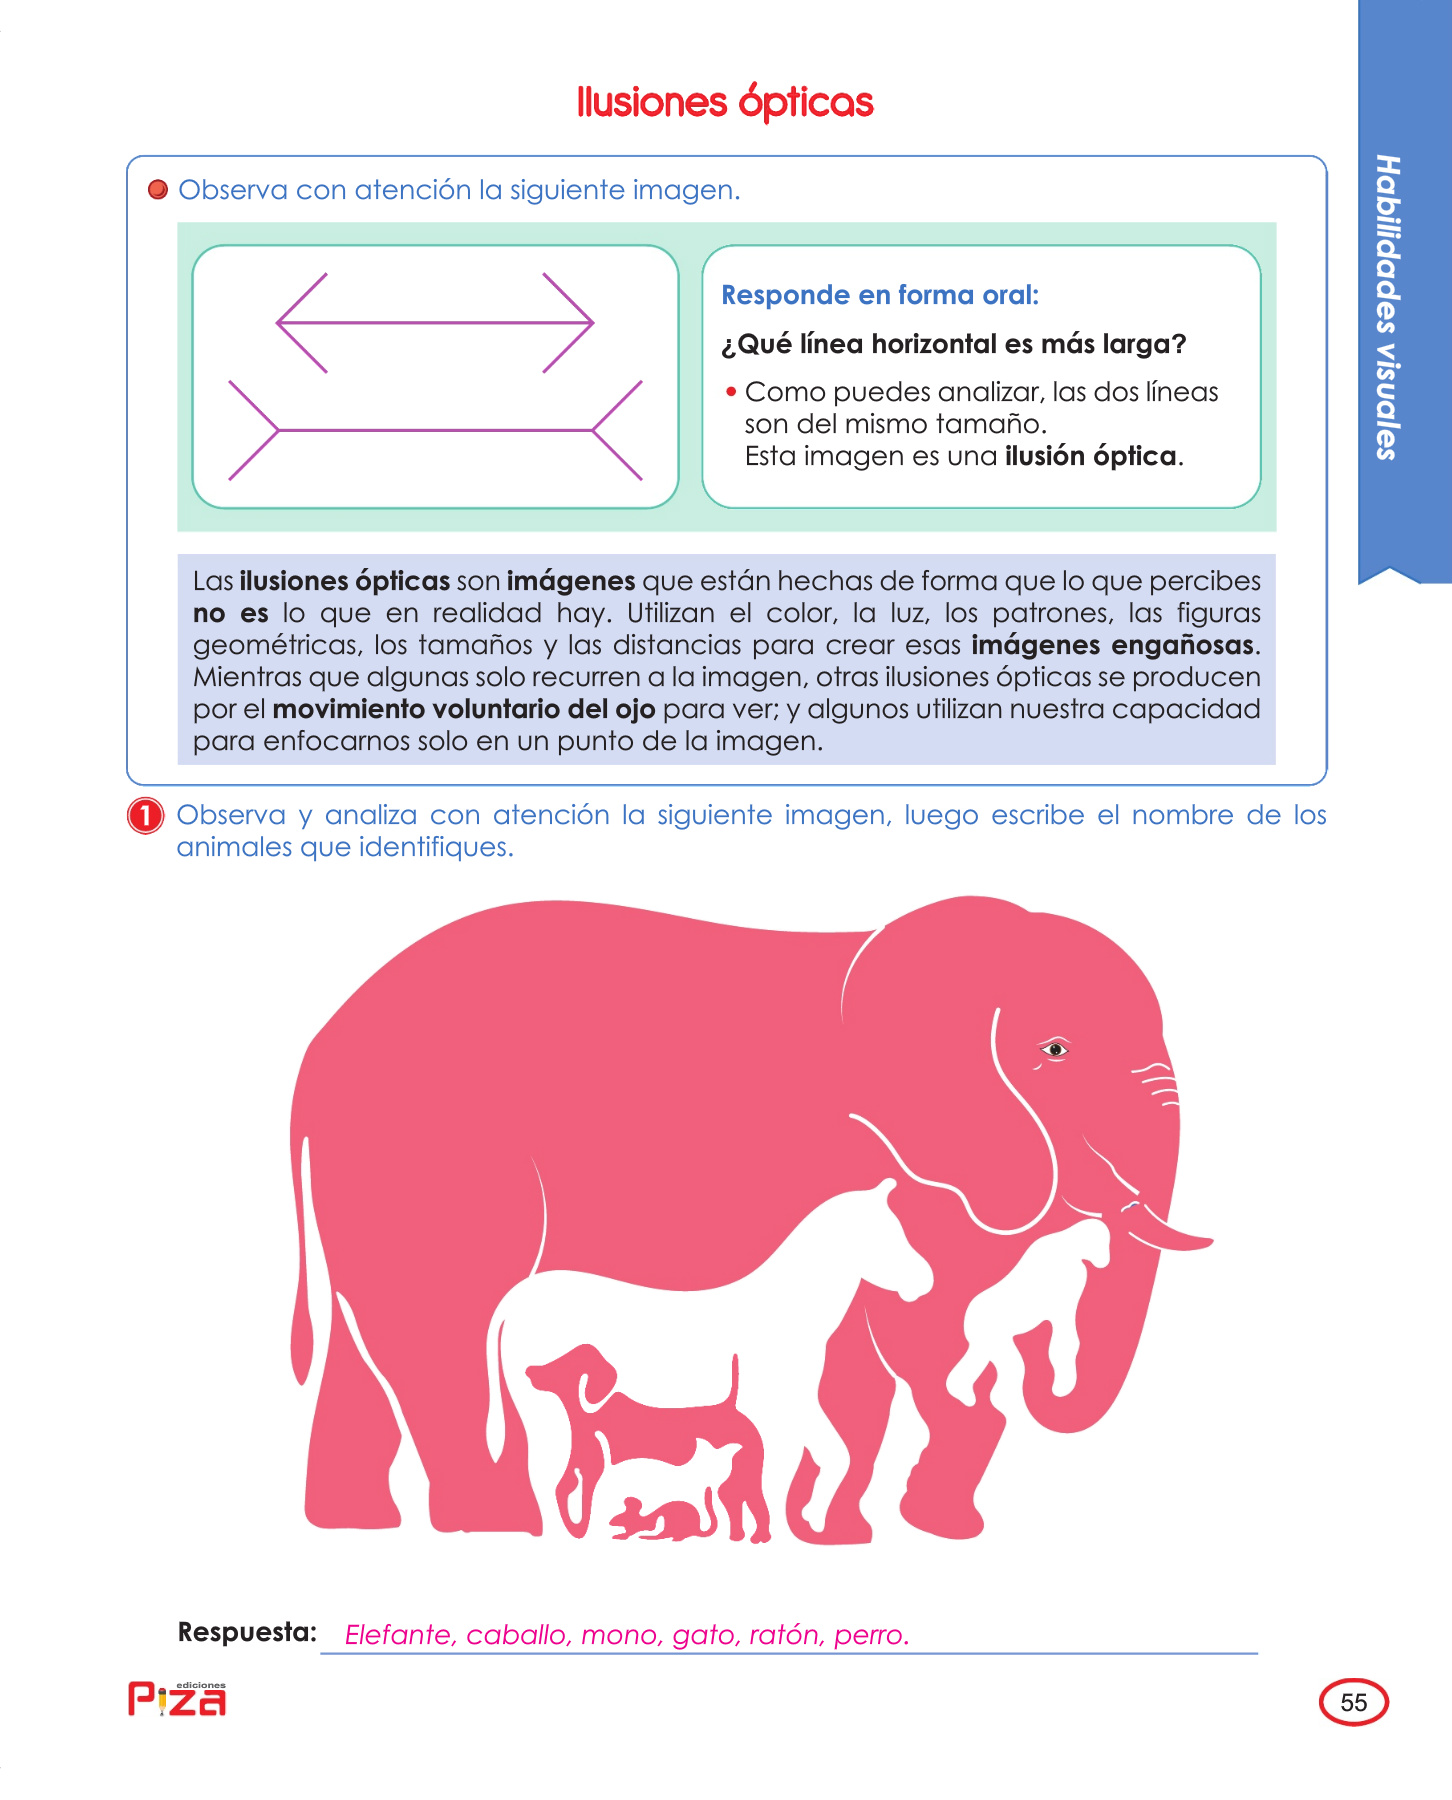 Ilusiones ópticas
Habilidades visuales
Observa con atención la siguiente imagen.
Responde en forma oral:
¿Qué línea horizontal es más larga?
• Como puedes analizar, las dos líneas
son del mismo tamaño.
Esta imagen es una ilusión óptica.
Las ilusiones ópticas son imágenes que están hechas de forma que lo que percibes
no es lo que en realidad hay. Utilizan el color, la luz, los patrones, las figuras
geométricas, los tamaños y las distancias para crear esas imágenes engañosas.
Mientras que algunas solo recurren a la imagen, otras ilusiones ópticas se producen
por el movimiento voluntario del ojo para ver; y algunos utilizan nuestra capacidad
para enfocarnos solo en un punto de la imagen.
1 Observa y analiza con atención la siguiente imagen, luego escribe el nombre de los
animales que identifiques.
Respuesta: Elefante, caballo, mono, gato, ratón, perro.
ediciones
Piza
55